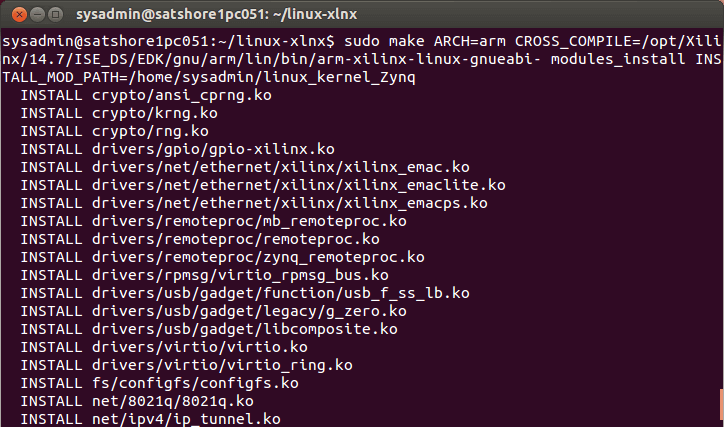 sysadmin@satshore1pc051: ~/linux-xlnx
sysadmin@satshore1pc051:~/linux-xlnx$ sudo make ARCH=arm CROSS_COMPILE=/opt/Xili
nx/14.7/ISE_DS/EDK/gnu/arm/lin/bin/arm-xilinx-linux-gnueabi- modules_install INS
TALL_MOD_PATH=/home/sysadmin/linux_kernel_Zynq
INSTALL crypto/ansi_cprng.ko
INSTALL crypto/krng.ko
INSTALL crypto/rng.ko
INSTALL drivers/gpio/gpio-xilinx.ko
INSTALL drivers/net/ethernet/xilinx/xilinx_emac.ko
INSTALL drivers/net/ethernet/xilinx/xilinx_emaclite.ko
INSTALL drivers/net/ethernet/xilinx/xilinx_emacps.ko
INSTALL drivers/remoteproc/mb_remoteproc.ko
INSTALL drivers/remoteproc/remoteproc.ko
INSTALL drivers/remoteproc/zynq_remoteproc.ko
INSTALL drivers/rpmsg/virtio_rpmsg_bus.ko
INSTALL drivers/usb/gadget/function/usb_f_ss_lb.ko
INSTALL drivers/usb/gadget/legacy/g_zero.ko
INSTALL drivers/usb/gadget/libcomposite.ko
INSTALL drivers/virtio/virtio.ko
INSTALL drivers/virtio/virtio_ring.ko
INSTALL fs/configfs/configfs.ko
INSTALL net/8021q/8021q.ko
INSTALL net/ipv4/ip_tunnel.ko